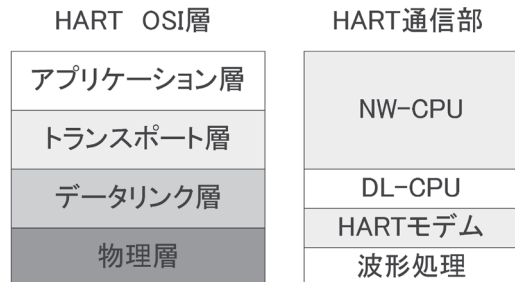 HART OSI層
アプリケーション層
トランスポート層
データリンク層
物理層
HART通信部
NW-CPU
DL-CPU
HARTモデム
波形処理